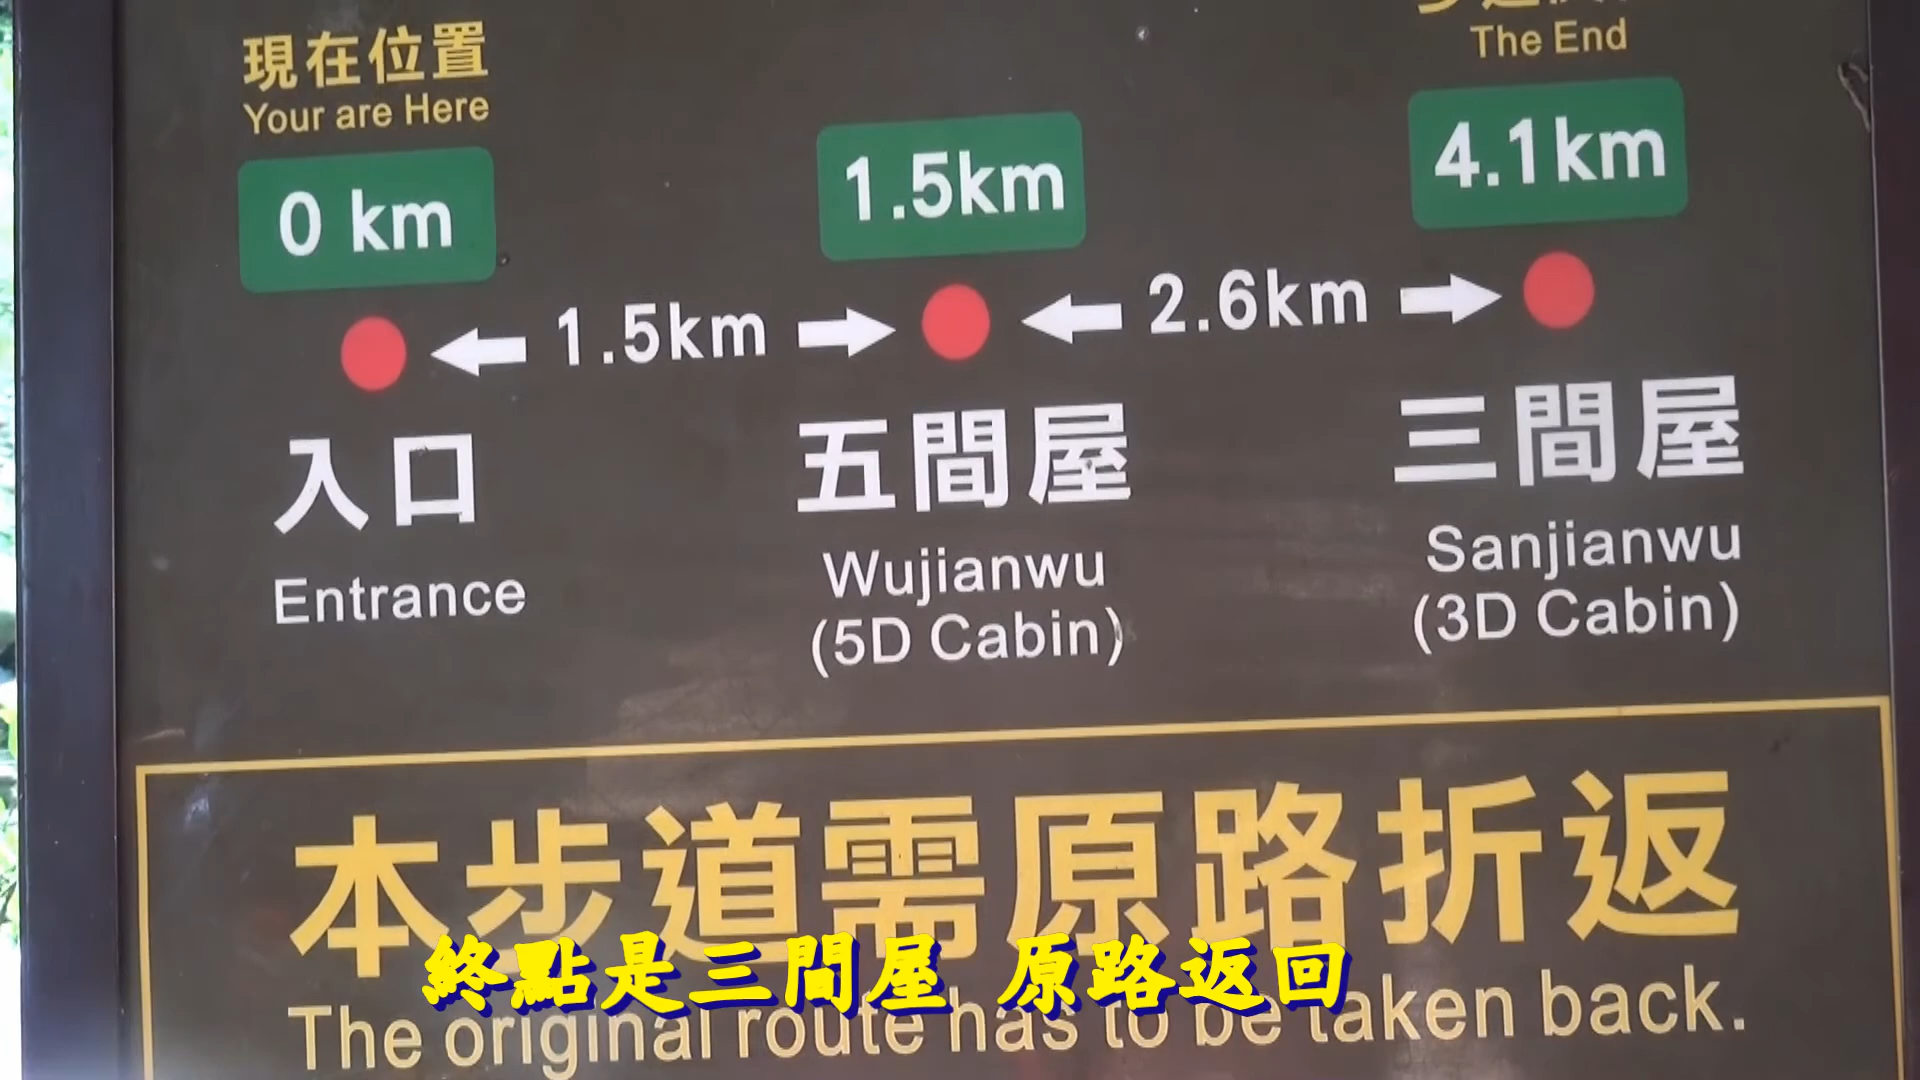 現在位置
Your are Here
The End
0 km
1.5km
4.1km
1.5km
2.6km
入口
五間屋
三間屋
Entrance
Wujianwu
(5D Cabin)
Sanjianwu
(3D Cabin)
本步道需原路折返
終點是三間屋 原路返回
The original route has to be taken back.